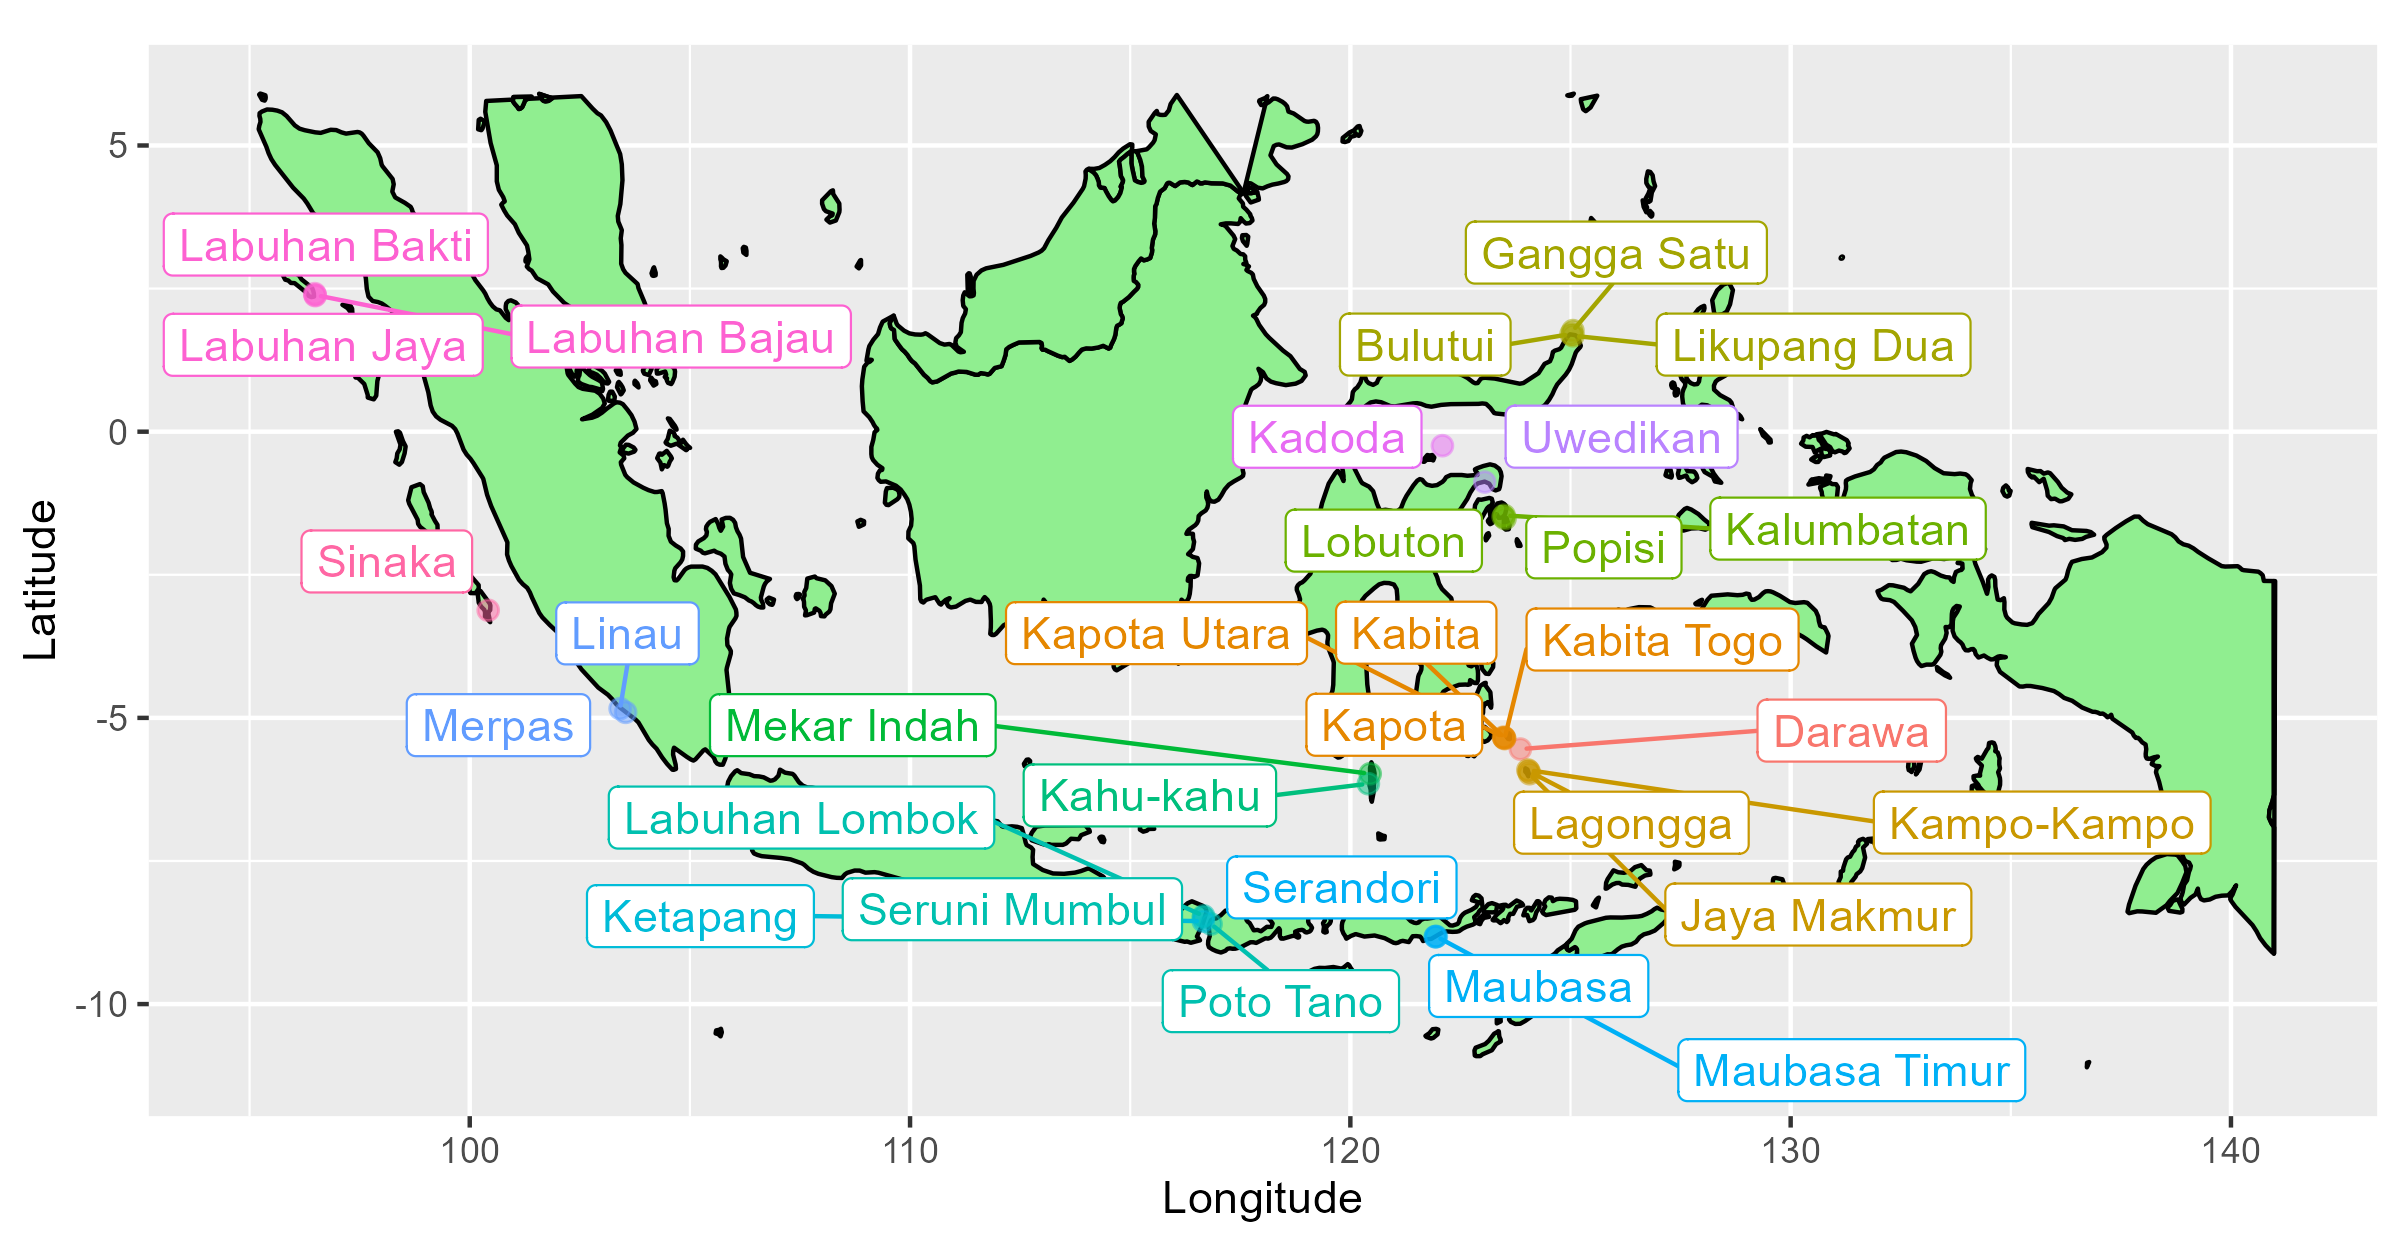 5
0
-5
-10
Latitude
Labuhan Bakti
Labuhan Jaya
Labuhan Bajau
Gangga Satu
Bulutui
Likupang Dua
Kadoda
Uwedikan
Lobuton
Popisi
Kalumbatan
Sinaka
Linau
Merpas
Kapota Utara
Kabita
Kabita Togo
Mekar Indah
Kapota
Darawa
Kahu-kahu
Labuhan Lombok
Lagongga
Kampo-Kampo
Ketapang
Seruni Mumbul
Serandori
Jaya Makmur
Poto Tano
Maubasa
Maubasa Timur
100
110
120
130
140
Longitude